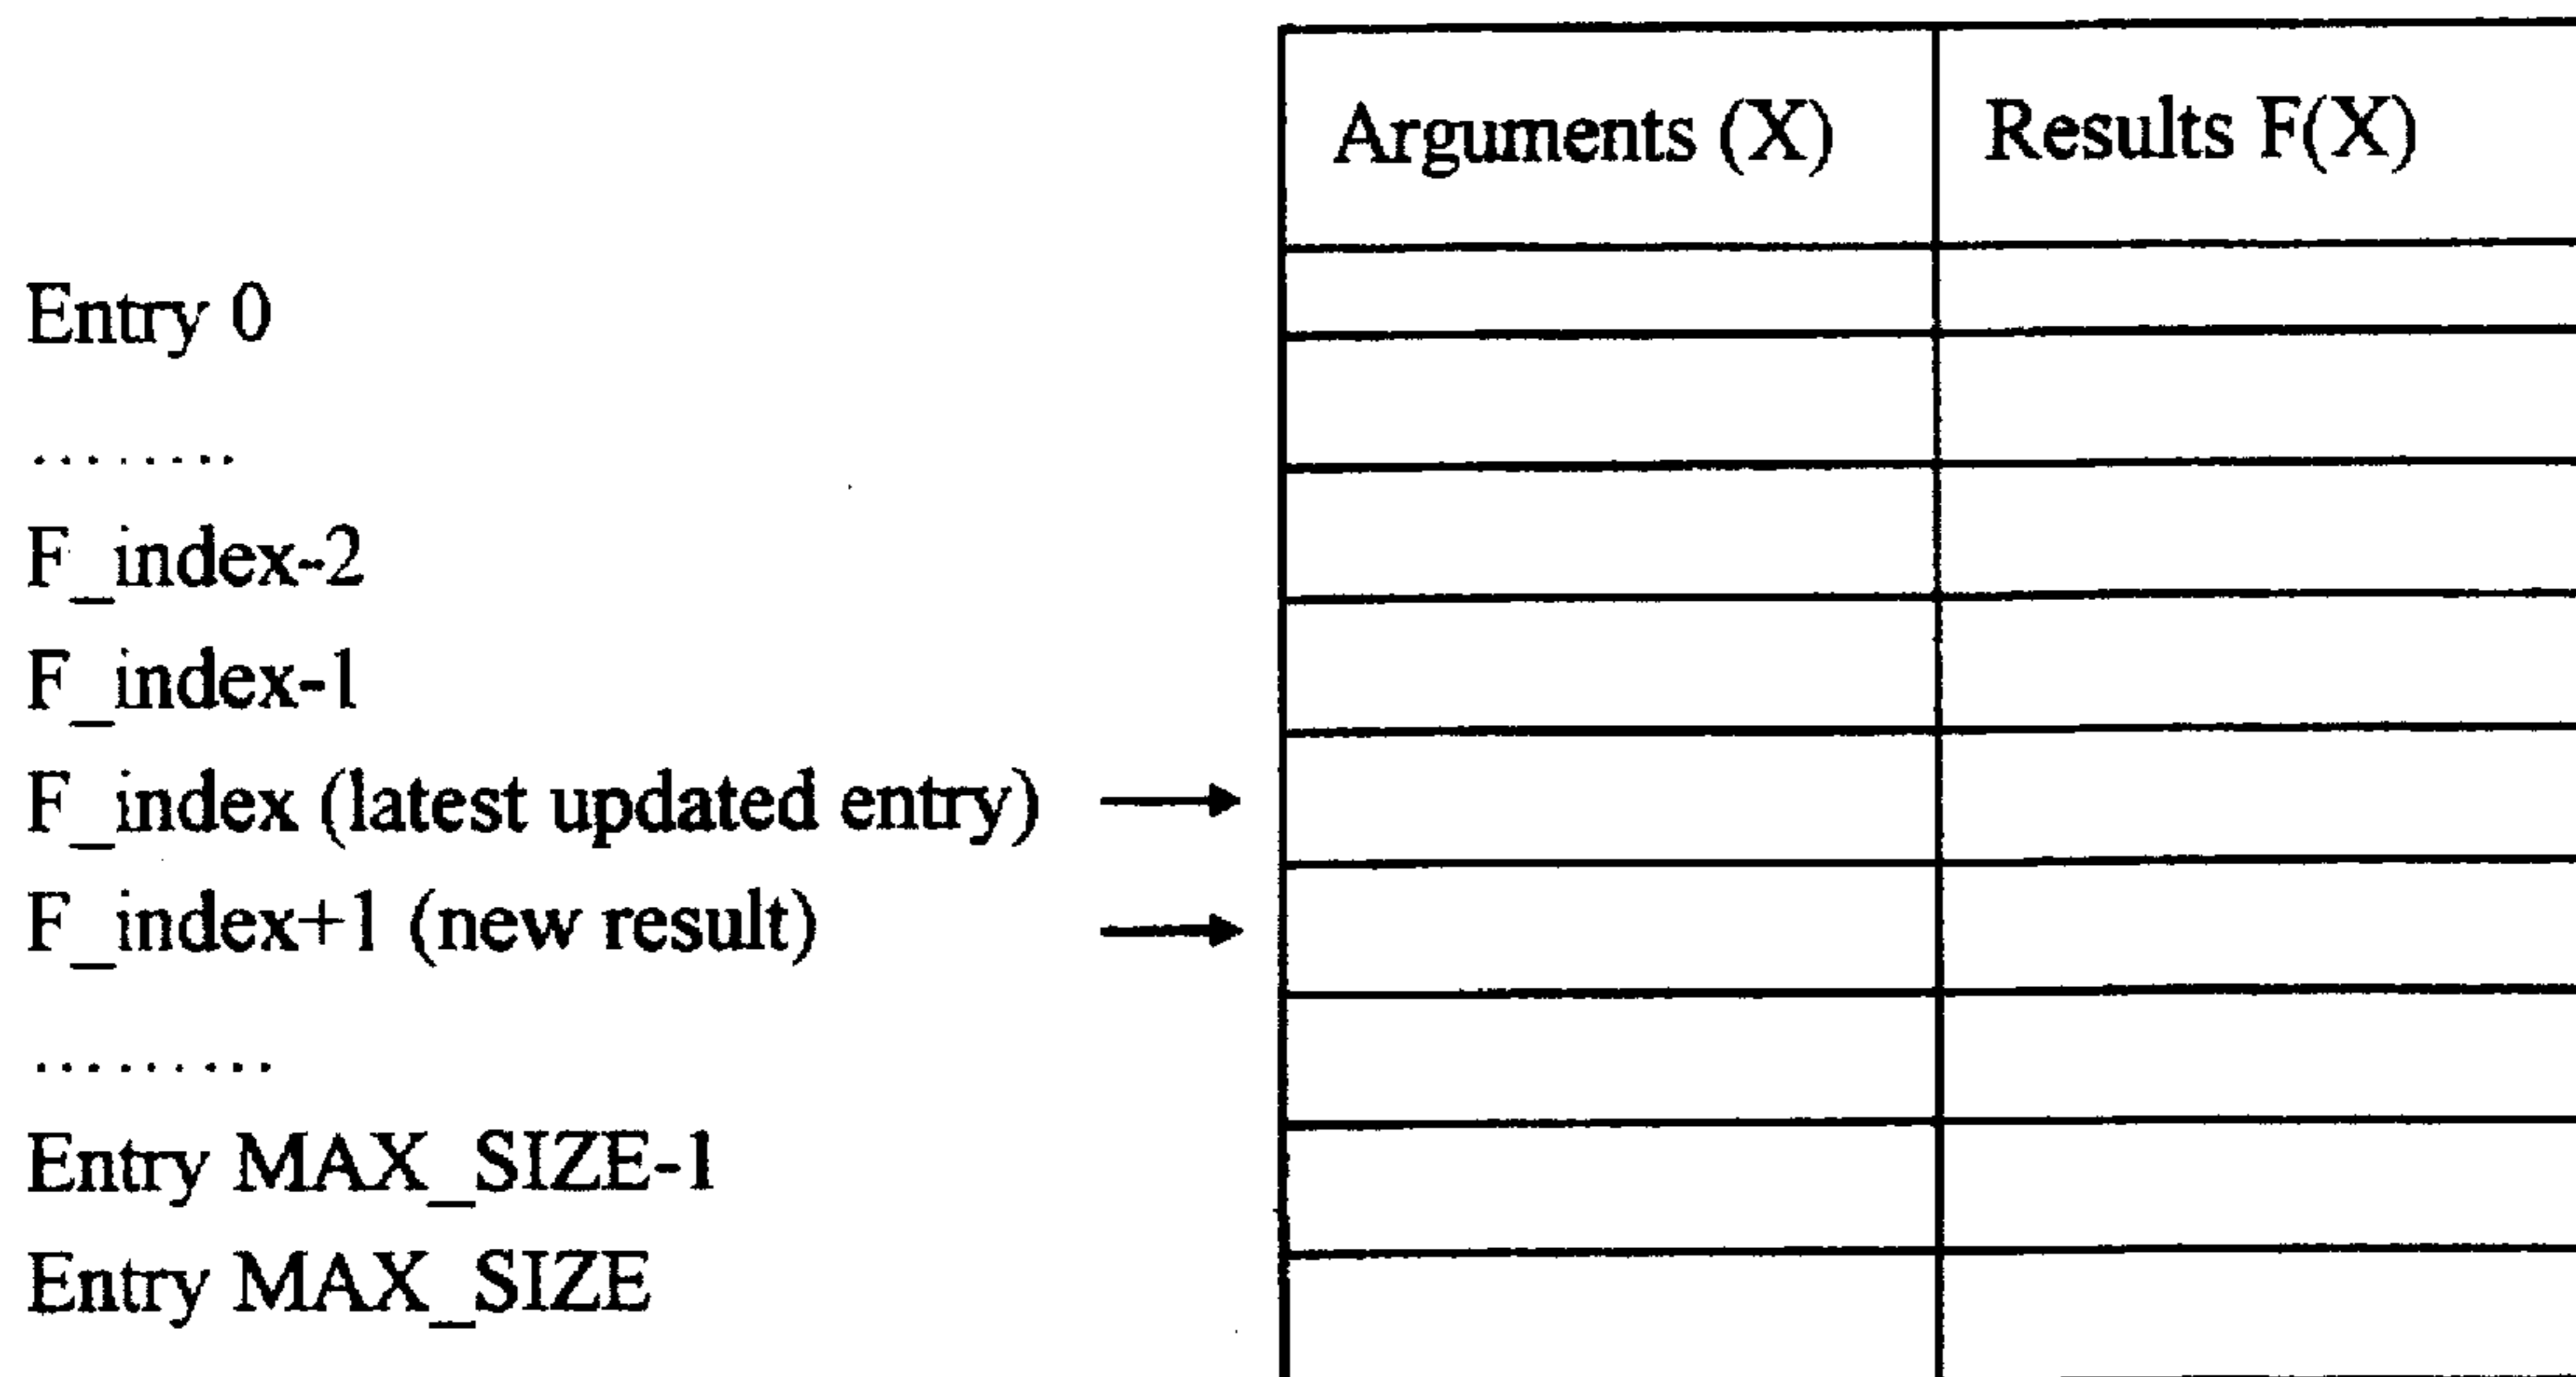 Arguments (X) Results F(X)
Entry 0
........
F_index-2
F_index-1
F_index (latest updated entry)
F_index+1 (new result)
.........
Entry MAX_SIZE-1
Entry MAX_SIZE